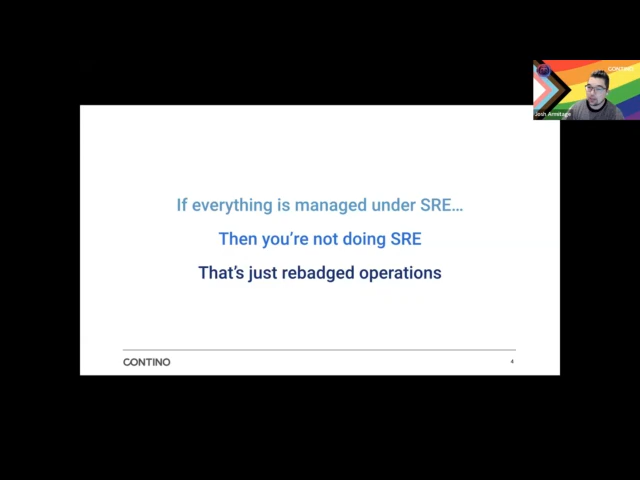 CONTINO
Josh Armitage
If everything is managed under SRE...
Then you're not doing SRE
That's just rebadged operations
CONTINO
4